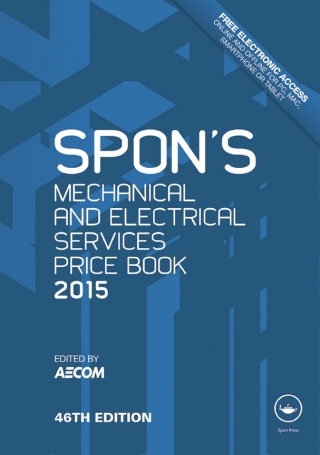 FREE ELECTRONIC ACCESS
ONLINE AND OFFLINE FOR PC, MAC,
SMARTPHONE OR TABLET
SPON'S
MECHANICAL
AND ELECTRICAL
SERVICES
PRICE BOOK
2015
EDITED BY
AECOM
46TH EDITION
Spon Press